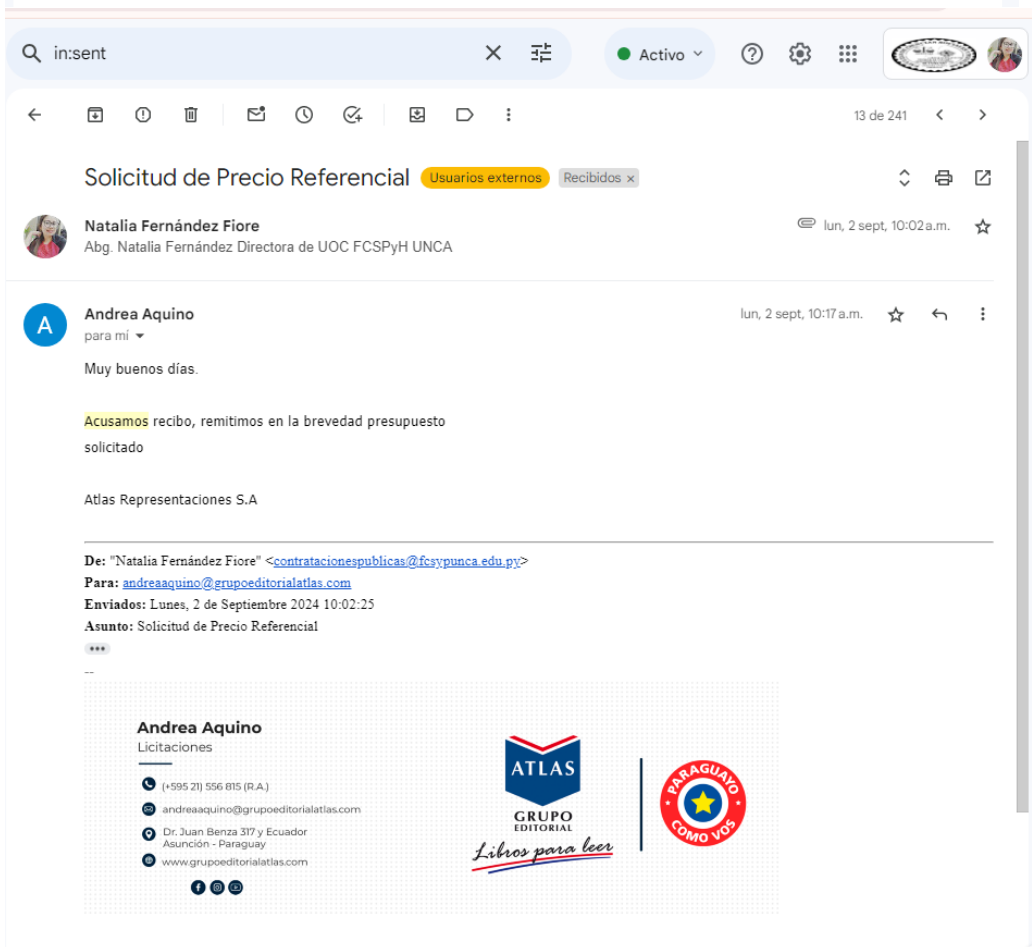 in:sent
Activo
13 de 241
Solicitud de Precio Referencial Usuarios externos Recibidos x
Natalia Fernández Fiore lun, 2 sept, 10:02 a.m.
Abg. Natalia Fernández Directora de UOC FCSPyH UNCA
A
Andrea Aquino lun, 2 sept, 10:17 a.m.
para mí
Muy buenos días.
Acusamos recibo, remitimos en la brevedad presupuesto
solicitado
Atlas Representaciones S.A
De: "Natalia Fernández Fiore" <contratacionespublicas@fcsypunca.edu.py>
Para: andreaaquino@grupoeditorialatlas.com
Enviados: Lunes, 2 de Septiembre 2024 10:02:25
Asunto: Solicitud de Precio Referencial
--
Andrea Aquino
Licitaciones
(+595 21) 556 815 (R.A.)
andreaaquino@grupoeditorialatlas.com
Dr. Juan Benza 317 y Ecuador
Asunción - Paraguay
www.grupoeditorialatlas.com
ATLAS
GRUPO
EDITORIAL
Libros para leer
PARAGUAYO
COMO VOS